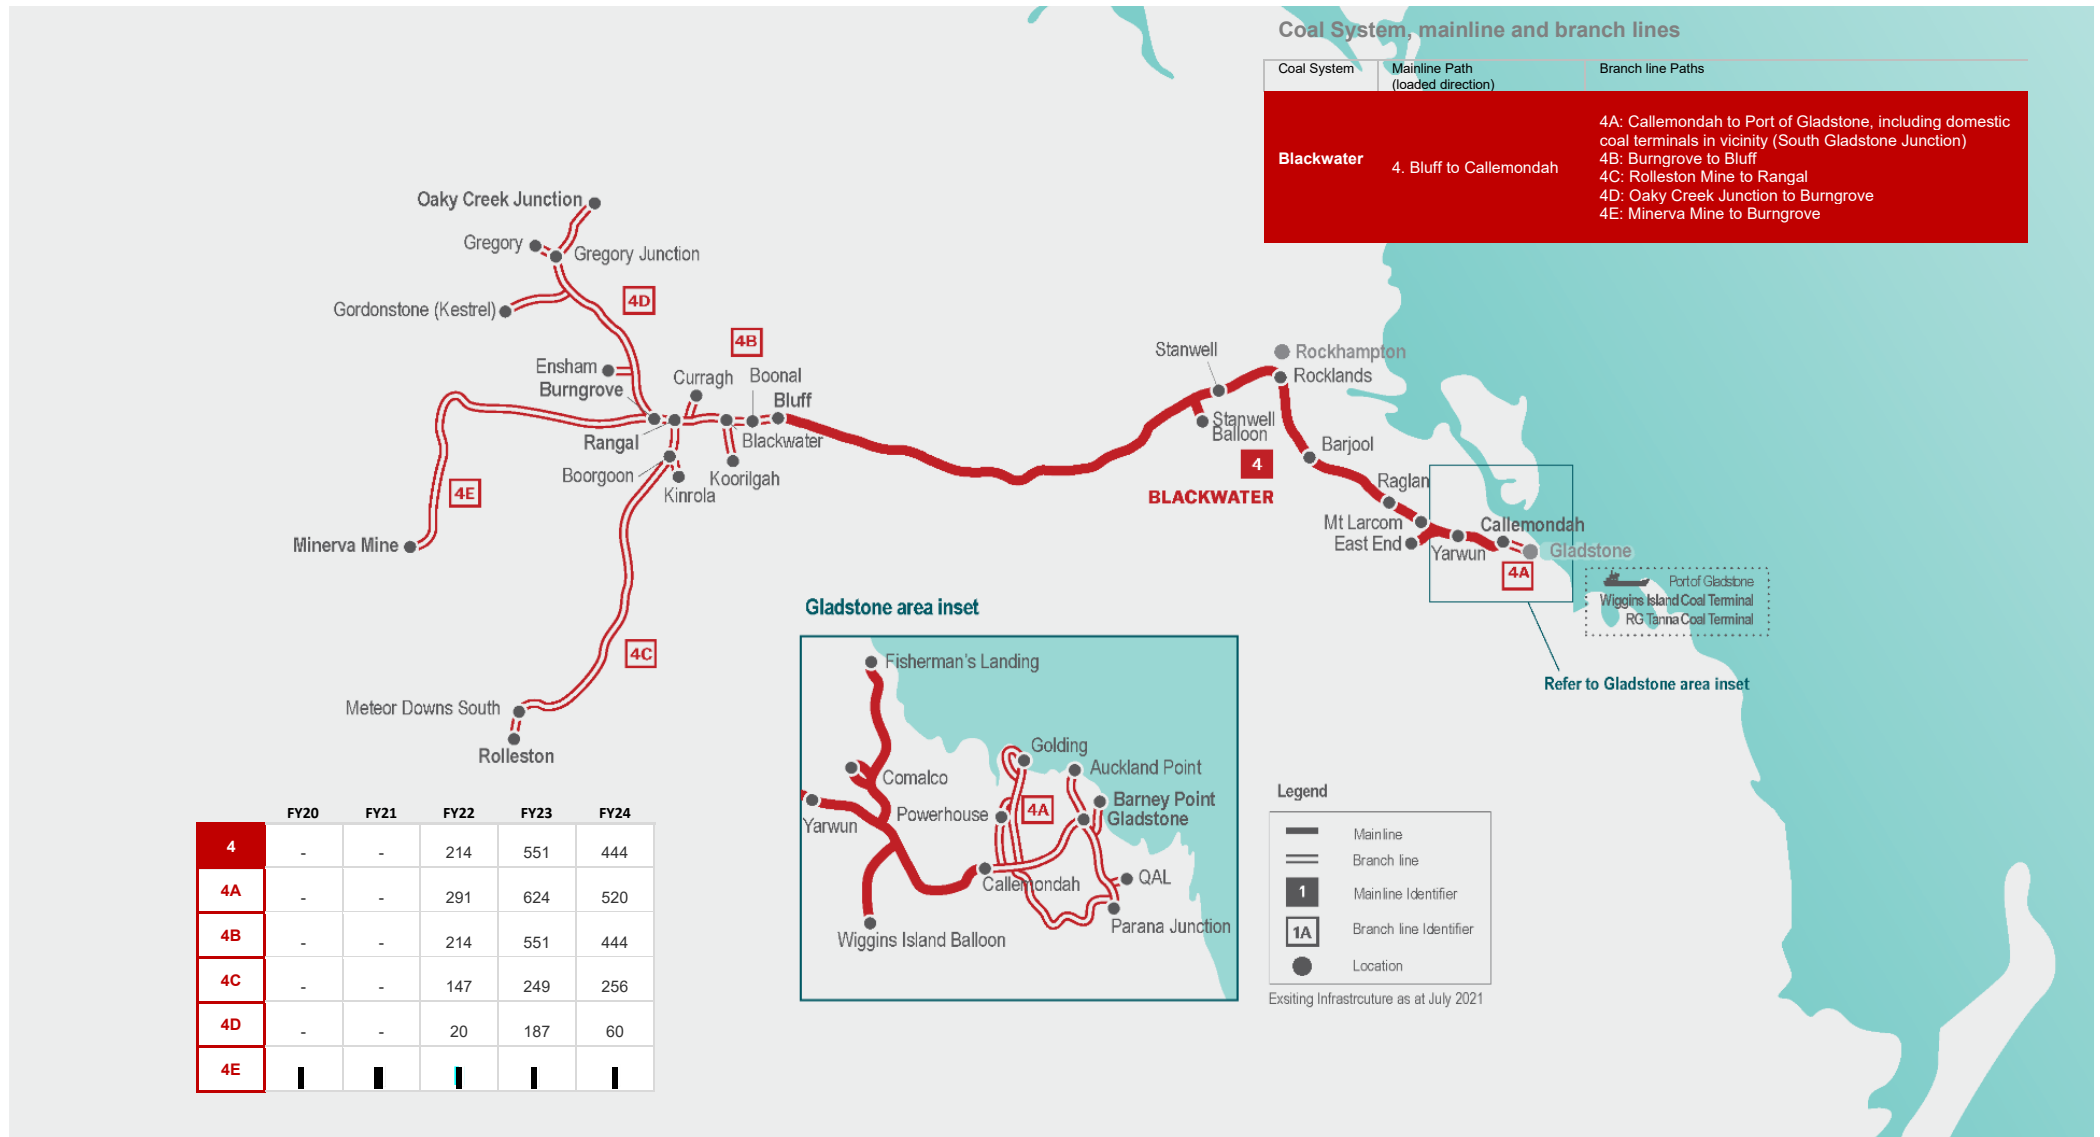 Coal System, mainline and branch lines
Coal System
Mainline Path
(loaded direction)
Branch line Paths
Blackwater
4. Bluff to Callemondah
4A: Callemondah to Port of Gladstone, including domestic
coal terminals in vicinity (South Gladstone Junction)
4B: Burngrove to Bluff
4C: Rolleston Mine to Rangal
4D: Oaky Creek Junction to Burngrove
4E: Minerva Mine to Burngrove
Oaky Creek Junction
Gregory
Gregory Junction
Gordonstone (Kestrel)
4D
4B
Ensham
Burngrove
Curragh
Boonal
Bluff
Rangal
Blackwater
Boorgoon
Kinrola
Koorilgah
4E
Minerva Mine
4C
Meteor Downs South
Rolleston
Stanwell
Rockhampton
Rocklands
Stanwell
Balloon
4
BLACKWATER
Barjool
Raglan
Mt Larcom
East End
Yarwun
Callemondah
Gladstone
4A
Port of Gladstone
Wiggins Island Coal Terminal
RG Tanna Coal Terminal
Refer to Gladstone area inset
Gladstone area inset
Fisherman's Landing
Golding
Auckland Point
Comalco
Powerhouse
4A
Barney Point
Gladstone
Yarwun
Callemondah
QAL
Parana Junction
Wiggins Island Balloon
Legend
Mainline
Branch line
1
Mainline Identifier
1A
Branch line Identifier
Location
Exsiting Infrastrcuture as at July 2021
FY20 FY21 FY22 FY23 FY24
4 - - 214 551 444
4A - - 291 624 520
4B - - 214 551 444
4C - - 147 249 256
4D - - 20 187 60
4E